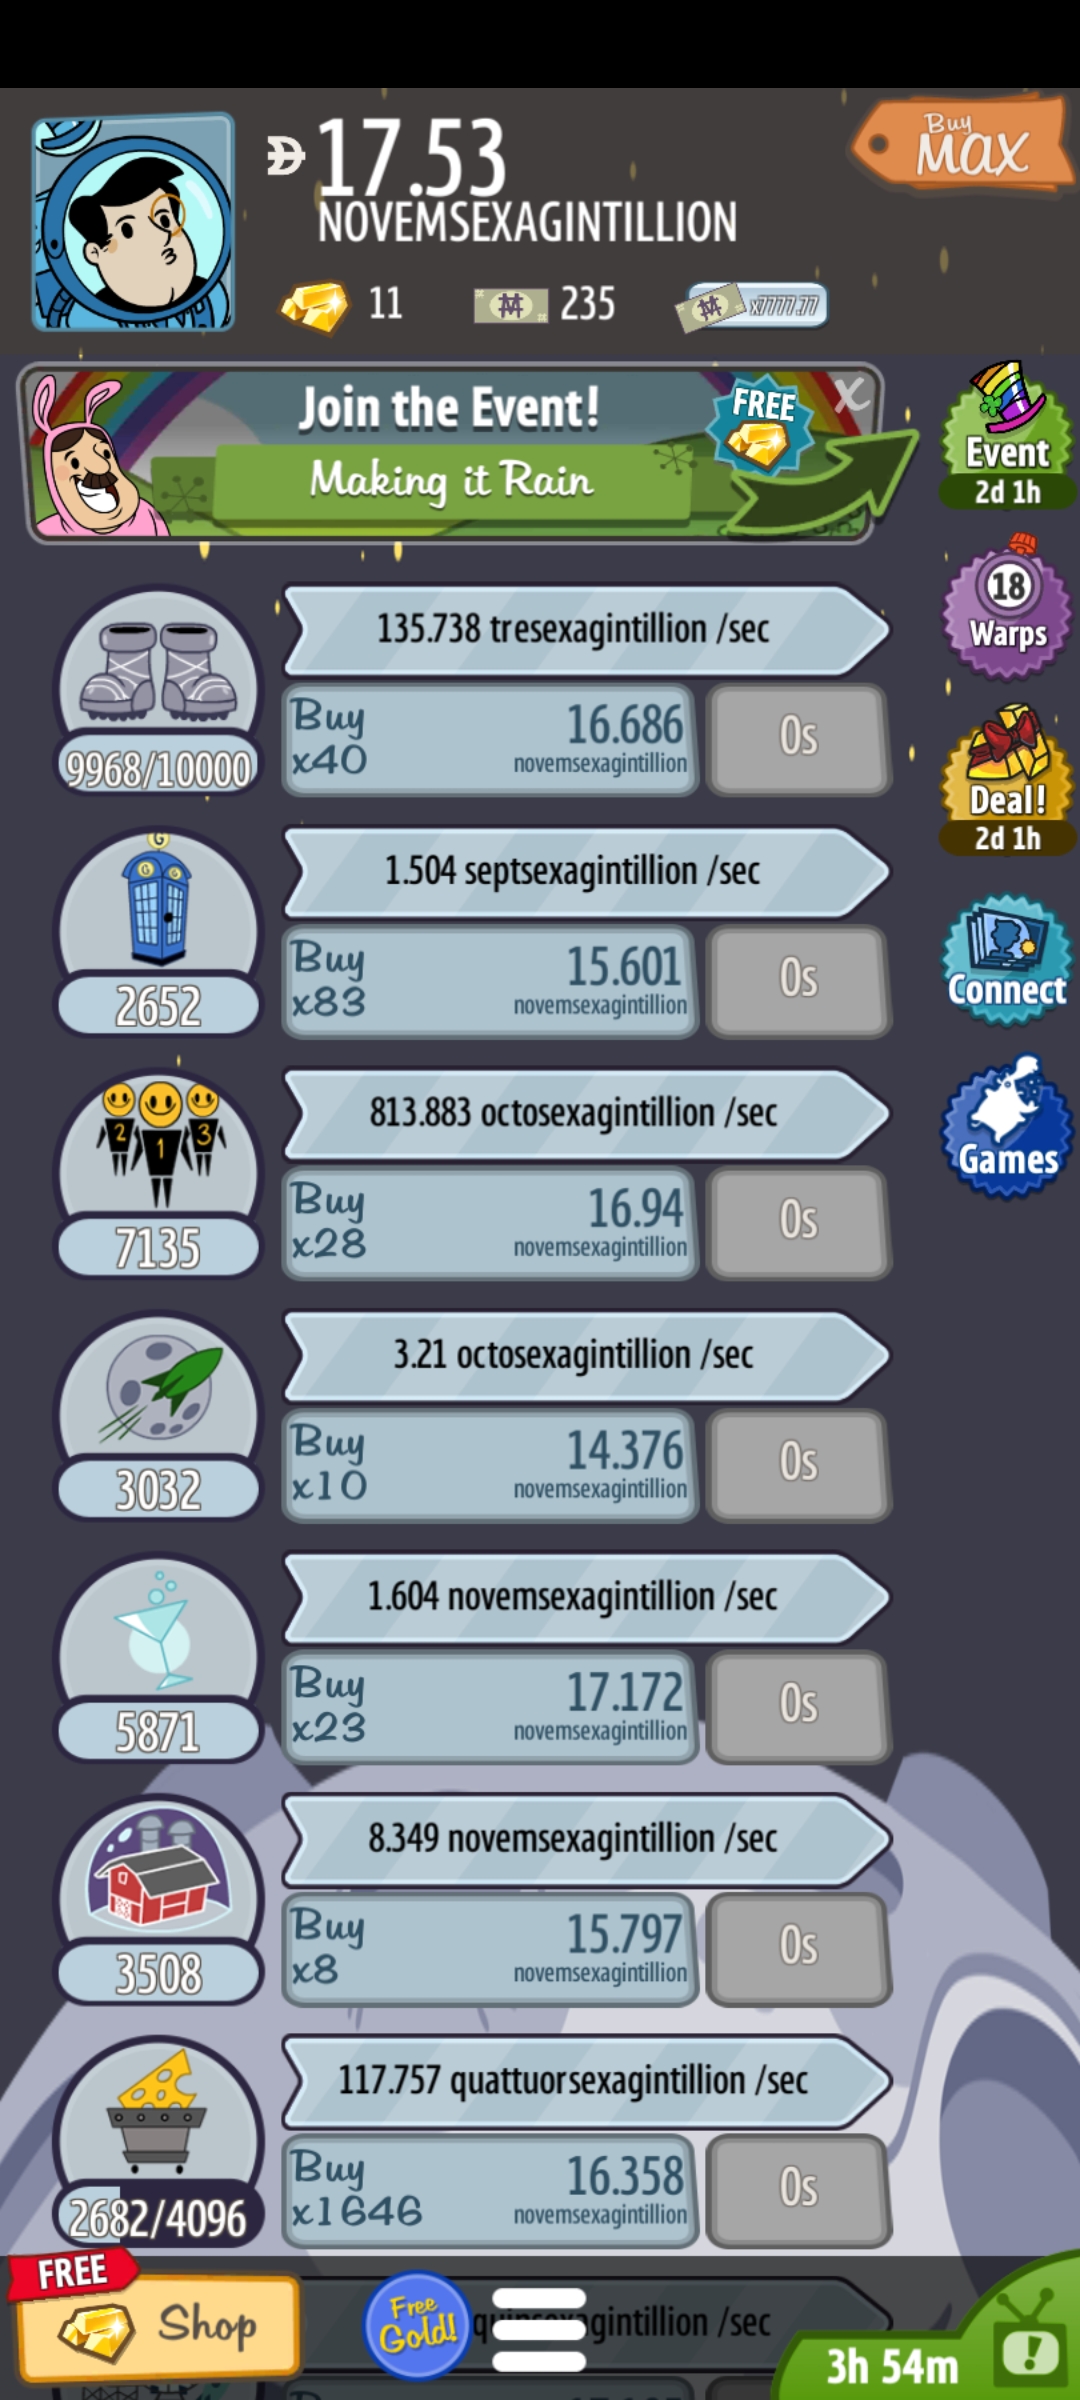 17.53
NOVEMSEXAGINTILLION
Buy
MAX
11
235
x7777.77
Join the Event!
FREE
X
Making it Rain
Event
2d 1h
135.738 tresexagintillion /sec
18
Warps
Buy
x40
16.686
novemsexagintillion
0s
9968/10000
Deal!
2d 1h
1.504 septsexagintillion /sec
G
G G
Buy
x83
15.601
novemsexagintillion
0s
2652
Connect
813.883 octosexagintillion /sec
2 1 3
Buy
x28
16.94
novemsexagintillion
0s
7135
Games
3.21 octosexagintillion /sec
Buy
x10
14.376
novemsexagintillion
0s
3032
1.604 novemsexagintillion /sec
Buy
x23
17.172
novemsexagintillion
0s
5871
8.349 novemsexagintillion /sec
Buy
x8
15.797
novemsexagintillion
0s
3508
117.757 quattuorsexagintillion /sec
Buy
x1646
16.358
novemsexagintillion
0s
2682/4096
FREE
Shop
Free
Gold!
/sec
3h 54m
!